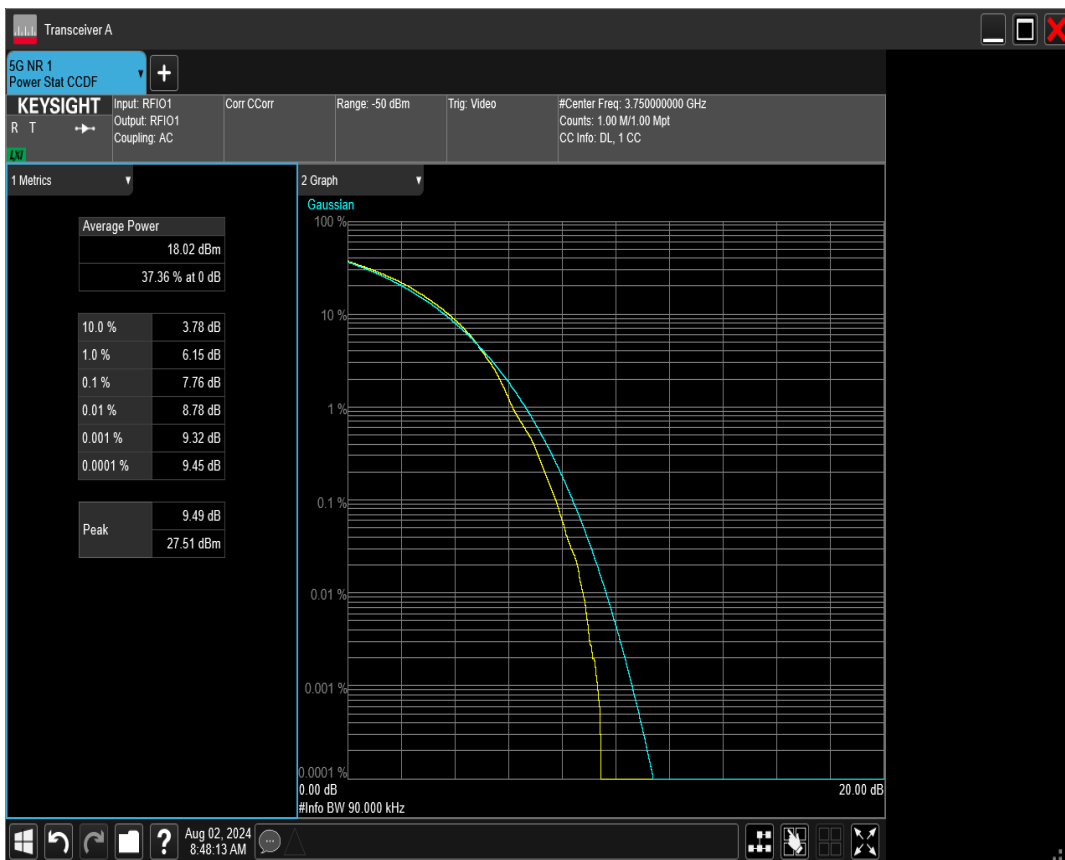 Transceiver A
5G NR 1
Power Stat CCDF
KEYSIGHT
R T
LXI
Input: RFIO1
Output: RFIO1
Coupling: AC
Corr CCorr
Range: -50 dBm
Trig: Video
#Center Freq: 3.750000000 GHz
Counts: 1.00 M/1.00 Mpt
CC Info: DL, 1 CC
1 Metrics
Average Power
18.02 dBm
37.36 % at 0 dB
10.0 % 3.78 dB
1.0 % 6.15 dB
0.1 % 7.76 dB
0.01 % 8.78 dB
0.001 % 9.32 dB
0.0001 % 9.45 dB
Peak
9.49 dB
27.51 dBm
2 Graph
Gaussian
100 %
10 %
1 %
0.1 %
0.01 %
0.001 %
0.0001 %
0.00 dB 20.00 dB
#Info BW 90.000 kHz
?
Aug 02, 2024
8:48:13 AM